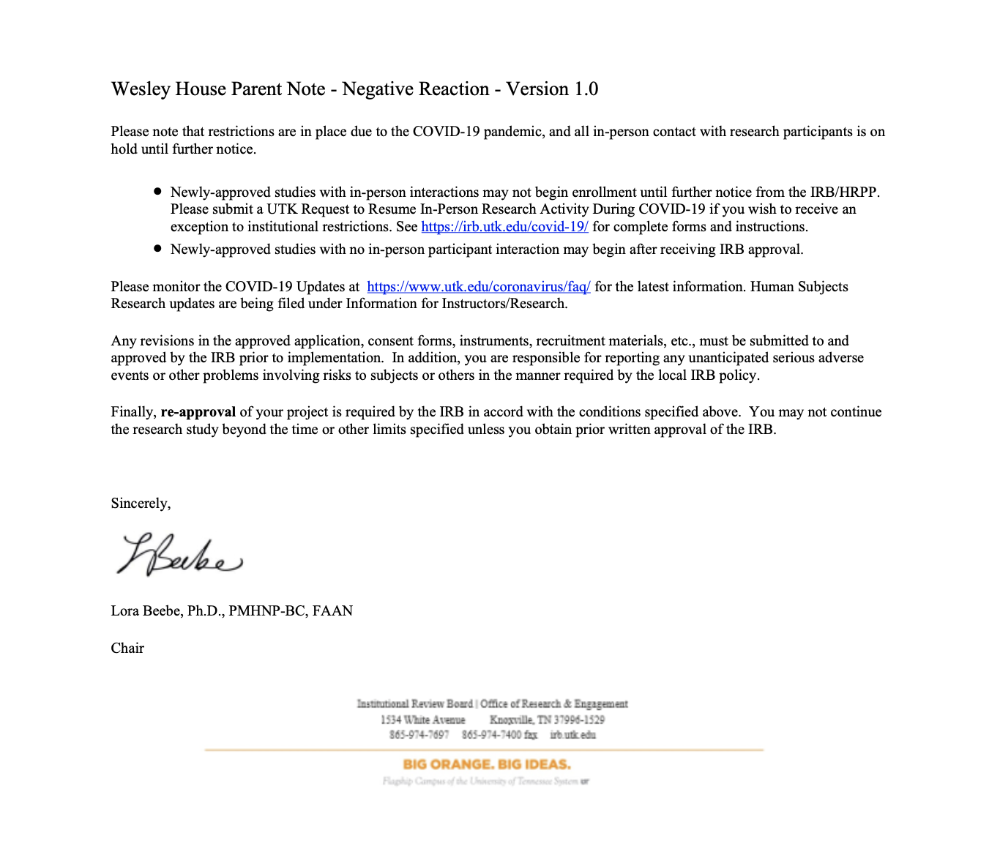 Wesley House Parent Note - Negative Reaction - Version 1.0
Please note that restrictions are in place due to the COVID-19 pandemic, and all in-person contact with research participants is on
hold until further notice.
● Newly-approved studies with in-person interactions may not begin enrollment until further notice from the IRB/HRPP.
Please submit a UTK Request to Resume In-Person Research Activity During COVID-19 if you wish to receive an
exception to institutional restrictions. See https://irb.utk.edu/covid-19/ for complete forms and instructions.
● Newly-approved studies with no in-person participant interaction may begin after receiving IRB approval.
Please monitor the COVID-19 Updates at  https://www.utk.edu/coronavirus/faq/ for the latest information. Human Subjects
Research updates are being filed under Information for Instructors/Research.
Any revisions in the approved application, consent forms, instruments, recruitment materials, etc., must be submitted to and
approved by the IRB prior to implementation.  In addition, you are responsible for reporting any unanticipated serious adverse
events or other problems involving risks to subjects or others in the manner required by the local IRB policy.
Finally, re-approval of your project is required by the IRB in accord with the conditions specified above.  You may not continue
the research study beyond the time or other limits specified unless you obtain prior written approval of the IRB.
Sincerely,
LBeebe
Lora Beebe, Ph.D., PMHNP-BC, FAAN
Chair
Institutional Review Board | Office of Research & Engagement
1534 White Avenue Knoxville, TN 37996-1529
865-974-7697 865-974-7400 fax irb.utk.edu
BIG ORANGE. BIG IDEAS.
Flagship Campus of the University of Tennessee System UT